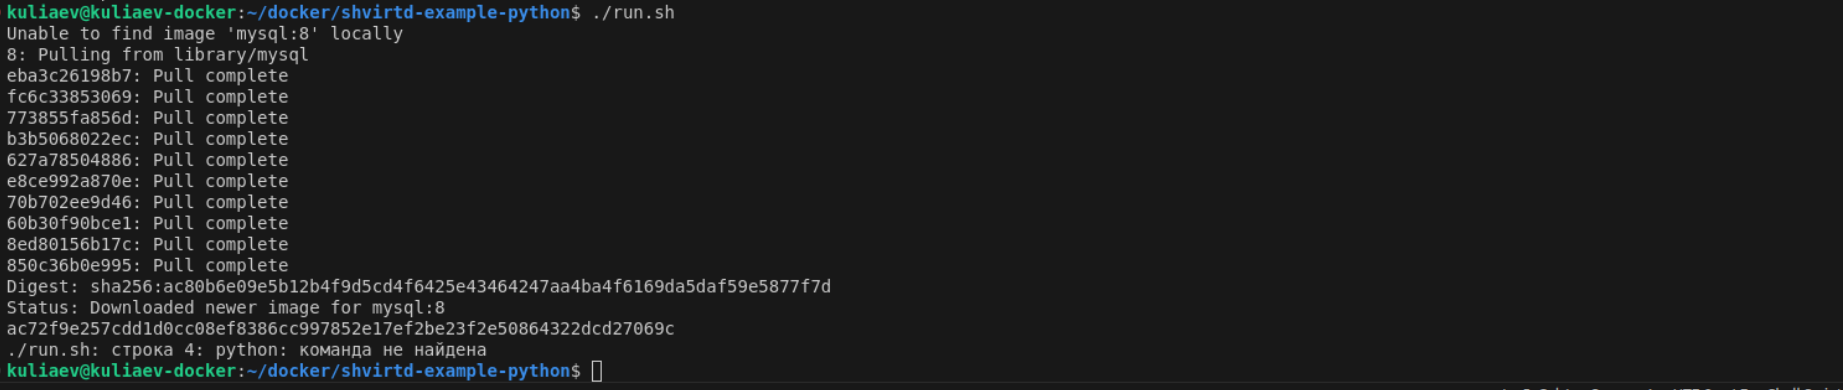 kuliaev@kuliaev-docker:~/docker/shvirtd-example-python$ ./run.sh
Unable to find image 'mysql:8' locally
8: Pulling from library/mysql
eba3c26198b7: Pull complete
fc6c33853069: Pull complete
773855fa856d: Pull complete
b3b5068022ec: Pull complete
627a78504886: Pull complete
e8ce992a870e: Pull complete
70b702ee9d46: Pull complete
60b30f90bce1: Pull complete
8ed80156b17c: Pull complete
850c36b0e995: Pull complete
Digest: sha256:ac80b6e09e5b12b4f9d5cd4f6425e43464247aa4ba4f6169da5daf59e5877f7d
Status: Downloaded newer image for mysql:8
ac72f9e257cdd1d0cc08ef8386cc997852e17ef2be23f2e50864322dcd27069c
./run.sh: строка 4: python: команда не найдена
kuliaev@kuliaev-docker:~/docker/shvirtd-example-python$